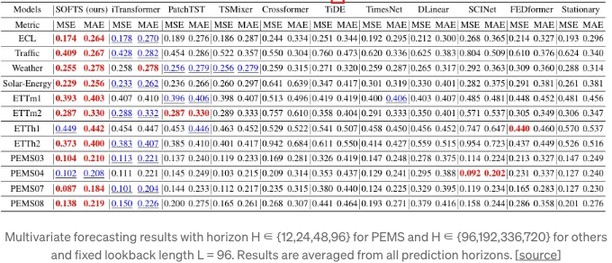 Models SOFTS (ours) iTransformer PatchTST TSMixer Crossformer TiDE TimesNet DLinear SCINet FEDformer Stationary
Metric MSE MAE MSE MAE MSE MAE MSE MAE MSE MAE MSE MAE MSE MAE MSE MAE MSE MAE MSE MAE MSE MAE
ECL 0.174 0.264 0.178 0.270 0.189 0.276 0.186 0.287 0.244 0.334 0.251 0.344 0.192 0.295 0.212 0.300 0.268 0.365 0.214 0.327 0.193 0.296
Traffic 0.409 0.267 0.428 0.282 0.454 0.286 0.522 0.357 0.550 0.304 0.760 0.473 0.620 0.336 0.625 0.383 0.804 0.509 0.610 0.376 0.624 0.340
Weather 0.255 0.278 0.258 0.278 0.256 0.279 0.256 0.279 0.259 0.315 0.271 0.320 0.259 0.287 0.265 0.317 0.292 0.363 0.309 0.360 0.288 0.314
Solar-Energy 0.229 0.256 0.233 0.262 0.236 0.266 0.260 0.297 0.641 0.639 0.347 0.417 0.301 0.319 0.330 0.401 0.282 0.375 0.291 0.381 0.261 0.381
ETTm1 0.393 0.403 0.407 0.410 0.396 0.406 0.398 0.407 0.513 0.496 0.419 0.419 0.400 0.406 0.403 0.407 0.485 0.481 0.448 0.452 0.481 0.456
ETTm2 0.287 0.330 0.288 0.332 0.287 0.330 0.289 0.333 0.757 0.610 0.358 0.404 0.291 0.333 0.350 0.401 0.571 0.537 0.305 0.349 0.306 0.347
ETTh1 0.449 0.442 0.454 0.447 0.453 0.446 0.463 0.452 0.529 0.522 0.541 0.507 0.458 0.450 0.456 0.452 0.747 0.647 0.440 0.460 0.570 0.537
ETTh2 0.373 0.400 0.383 0.407 0.385 0.410 0.401 0.417 0.942 0.684 0.611 0.550 0.414 0.427 0.559 0.515 0.954 0.723 0.437 0.449 0.526 0.516
PEMS03 0.104 0.210 0.113 0.221 0.137 0.240 0.119 0.233 0.169 0.281 0.326 0.419 0.147 0.248 0.278 0.375 0.114 0.224 0.213 0.327 0.147 0.249
PEMS04 0.102 0.208 0.111 0.221 0.145 0.249 0.103 0.215 0.209 0.314 0.353 0.437 0.129 0.241 0.295 0.388 0.092 0.202 0.231 0.337 0.127 0.240
PEMS07 0.087 0.184 0.101 0.204 0.144 0.233 0.112 0.217 0.235 0.315 0.380 0.440 0.124 0.225 0.329 0.395 0.119 0.234 0.165 0.283 0.127 0.230
PEMS08 0.138 0.219 0.150 0.226 0.200 0.275 0.165 0.261 0.268 0.307 0.441 0.464 0.193 0.271 0.379 0.416 0.158 0.244 0.286 0.358 0.201 0.276
Multivariate forecasting results with horizon H ∈ {12,24,48,96} for PEMS and H ∈ {96,192,336,720} for others
and fixed lookback length L = 96. Results are averaged from all prediction horizons. [source]